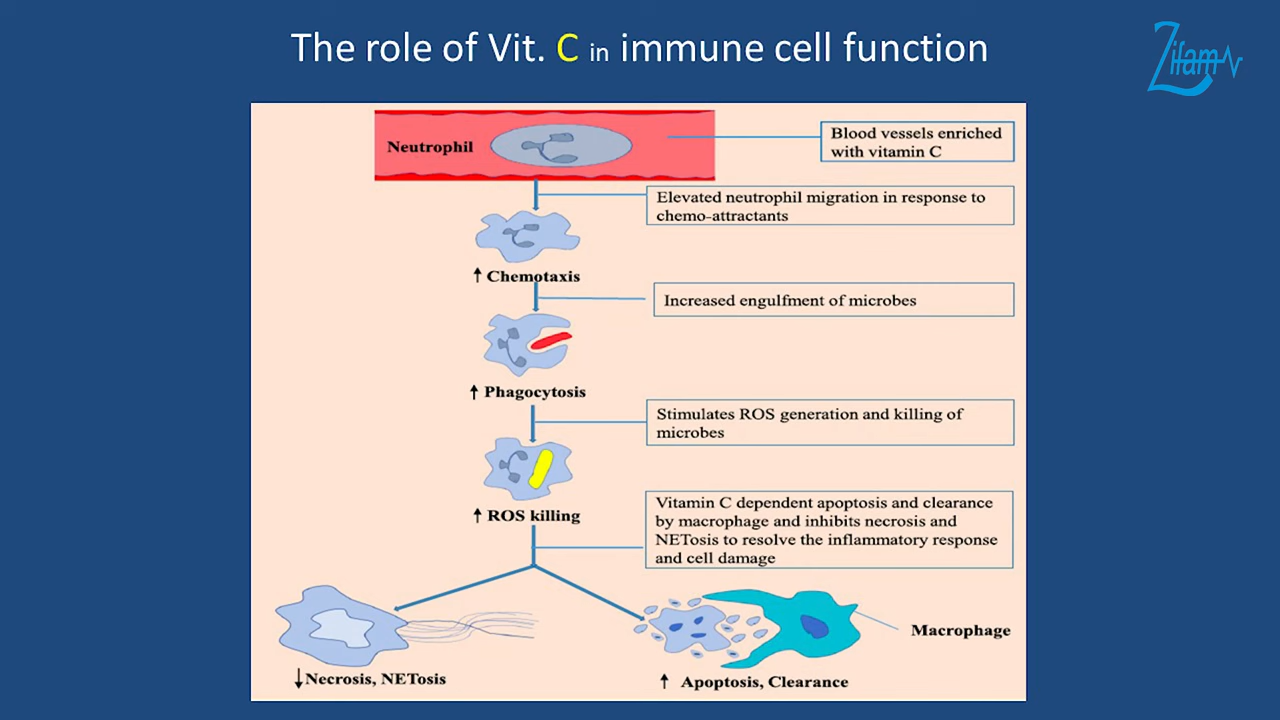 The role of Vit. C in immune cell function
Zifam
Neutrophil
Blood vessels enriched
with vitamin C
Elevated neutrophil migration in response to
chemo-attractants
↑ Chemotaxis
Increased engulfment of microbes
↑ Phagocytosis
Stimulates ROS generation and killing of
microbes
↑ ROS killing
Vitamin C dependent apoptosis and clearance
by macrophage and inhibits necrosis and
NETosis to resolve the inflammatory response
and cell damage
Macrophage
↓Necrosis, NETosis
↑ Apoptosis, Clearance